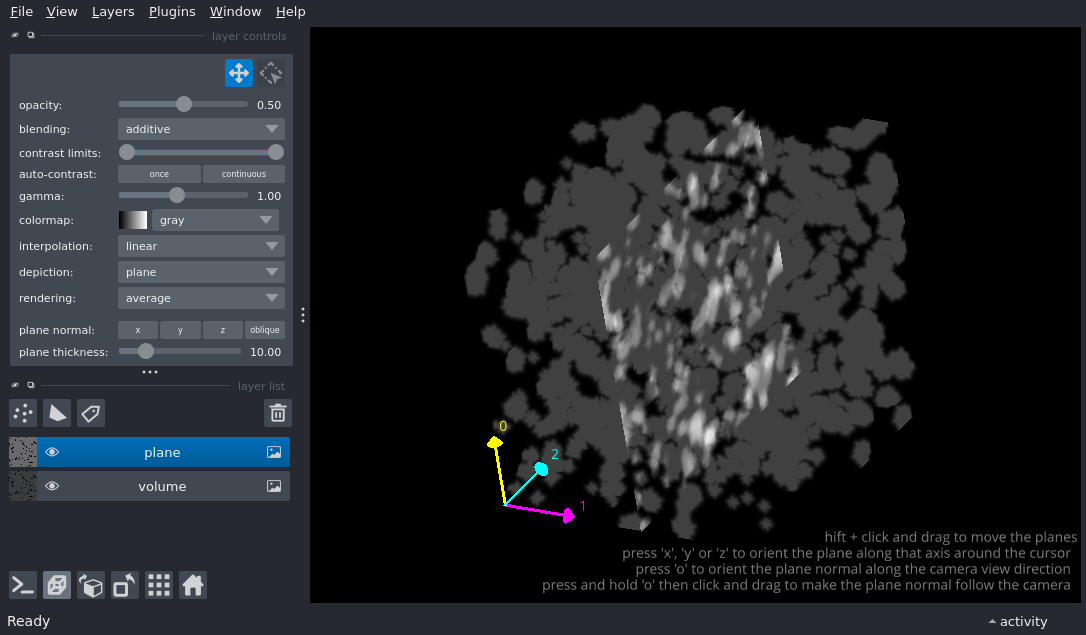 File View Layers Plugins Window Help
layer controls
opacity: 0.50
blending: additive
contrast limits:
auto-contrast: once continuous
gamma: 1.00
colormap: gray
interpolation: linear
depiction: plane
rendering: average
plane normal: x y z oblique
plane thickness: 10.00
layer list
plane
volume
0
2
1
hift + click and drag to move the planes
press 'x', 'y' or 'z' to orient the plane along that axis around the cursor
press 'o' to orient the plane normal along the camera view direction
press and hold 'o' then click and drag to make the plane normal follow the camera
Ready
activity